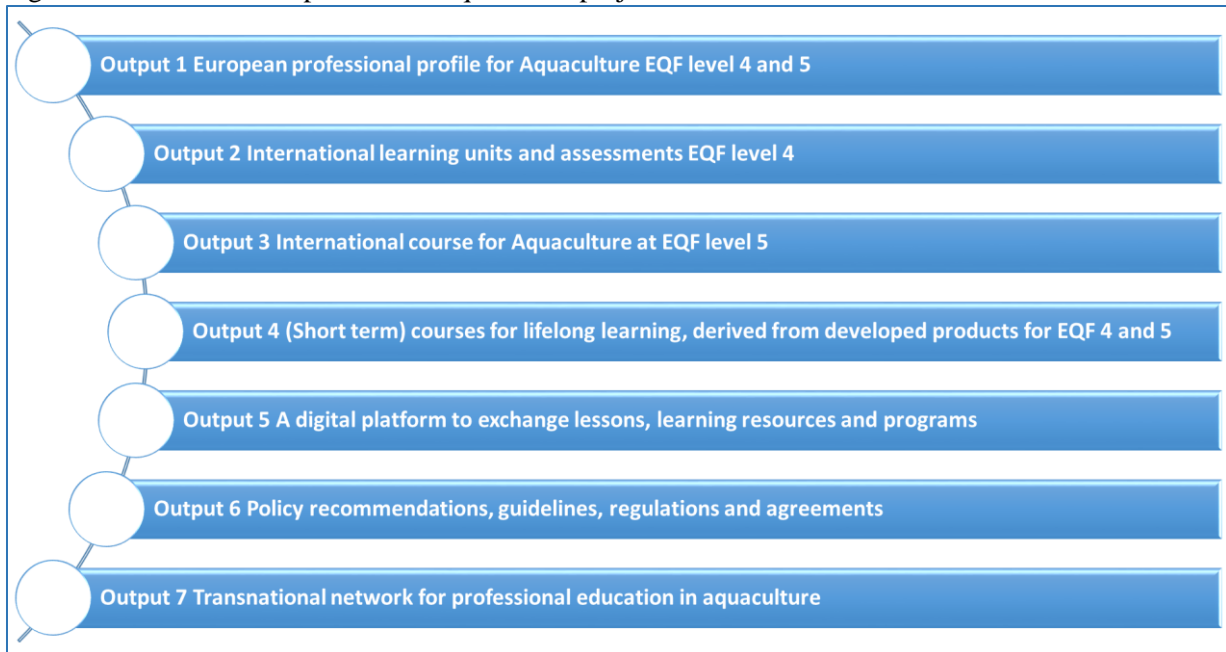 Output 1 European professional profile for Aquaculture EQF level 4 and 5
Output 2 International learning units and assessments EQF level 4
Output 3 International course for Aquaculture at EQF level 5
Output 4 (Short term) courses for lifelong learning, derived from developed products for EQF 4 and 5
Output 5 A digital platform to exchange lessons, learning resources and programs
Output 6 Policy recommendations, guidelines, regulations and agreements
Output 7 Transnational network for professional education in aquaculture